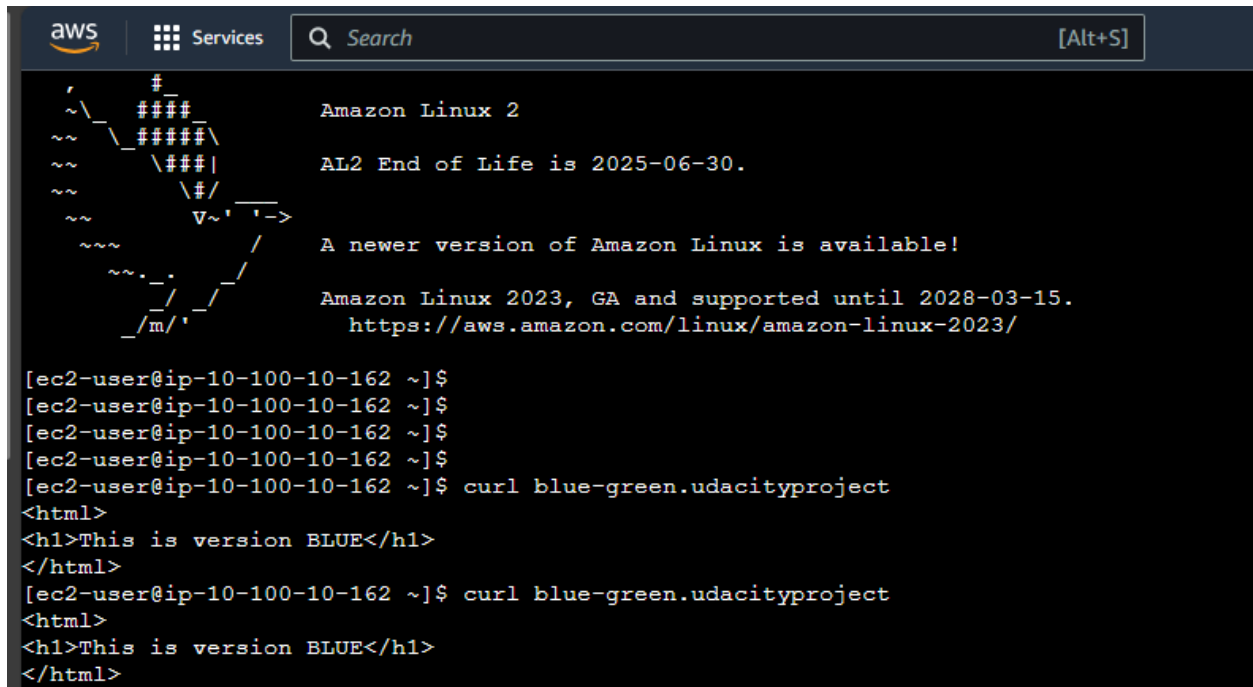 aws Services Search [Alt+S]
   ,     #_
   ~\_  ####_        Amazon Linux 2
  ~~  \_#####\
  ~~     \###|       AL2 End of Life is 2025-06-30.
  ~~       \#/ ___
   ~~       V~' '->
    ~~~         /    A newer version of Amazon Linux is available!
      ~~._.   _/
         _/ _/       Amazon Linux 2023, GA and supported until 2028-03-15.
       _/m/'           https://aws.amazon.com/linux/amazon-linux-2023/
[ec2-user@ip-10-100-10-162 ~]$
[ec2-user@ip-10-100-10-162 ~]$
[ec2-user@ip-10-100-10-162 ~]$
[ec2-user@ip-10-100-10-162 ~]$
[ec2-user@ip-10-100-10-162 ~]$ curl blue-green.udacityproject
<html>
<h1>This is version BLUE</h1>
</html>
[ec2-user@ip-10-100-10-162 ~]$ curl blue-green.udacityproject
<html>
<h1>This is version BLUE</h1>
</html>